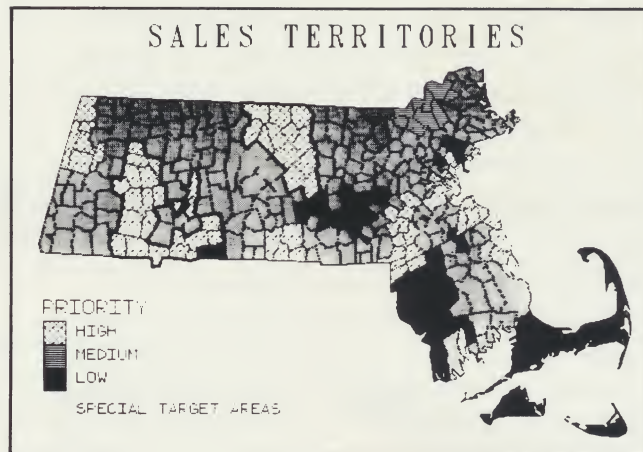 SALES TERRITORIES
PRIORITY
HIGH
MEDIUM
LOW
SPECIAL TARGET AREAS